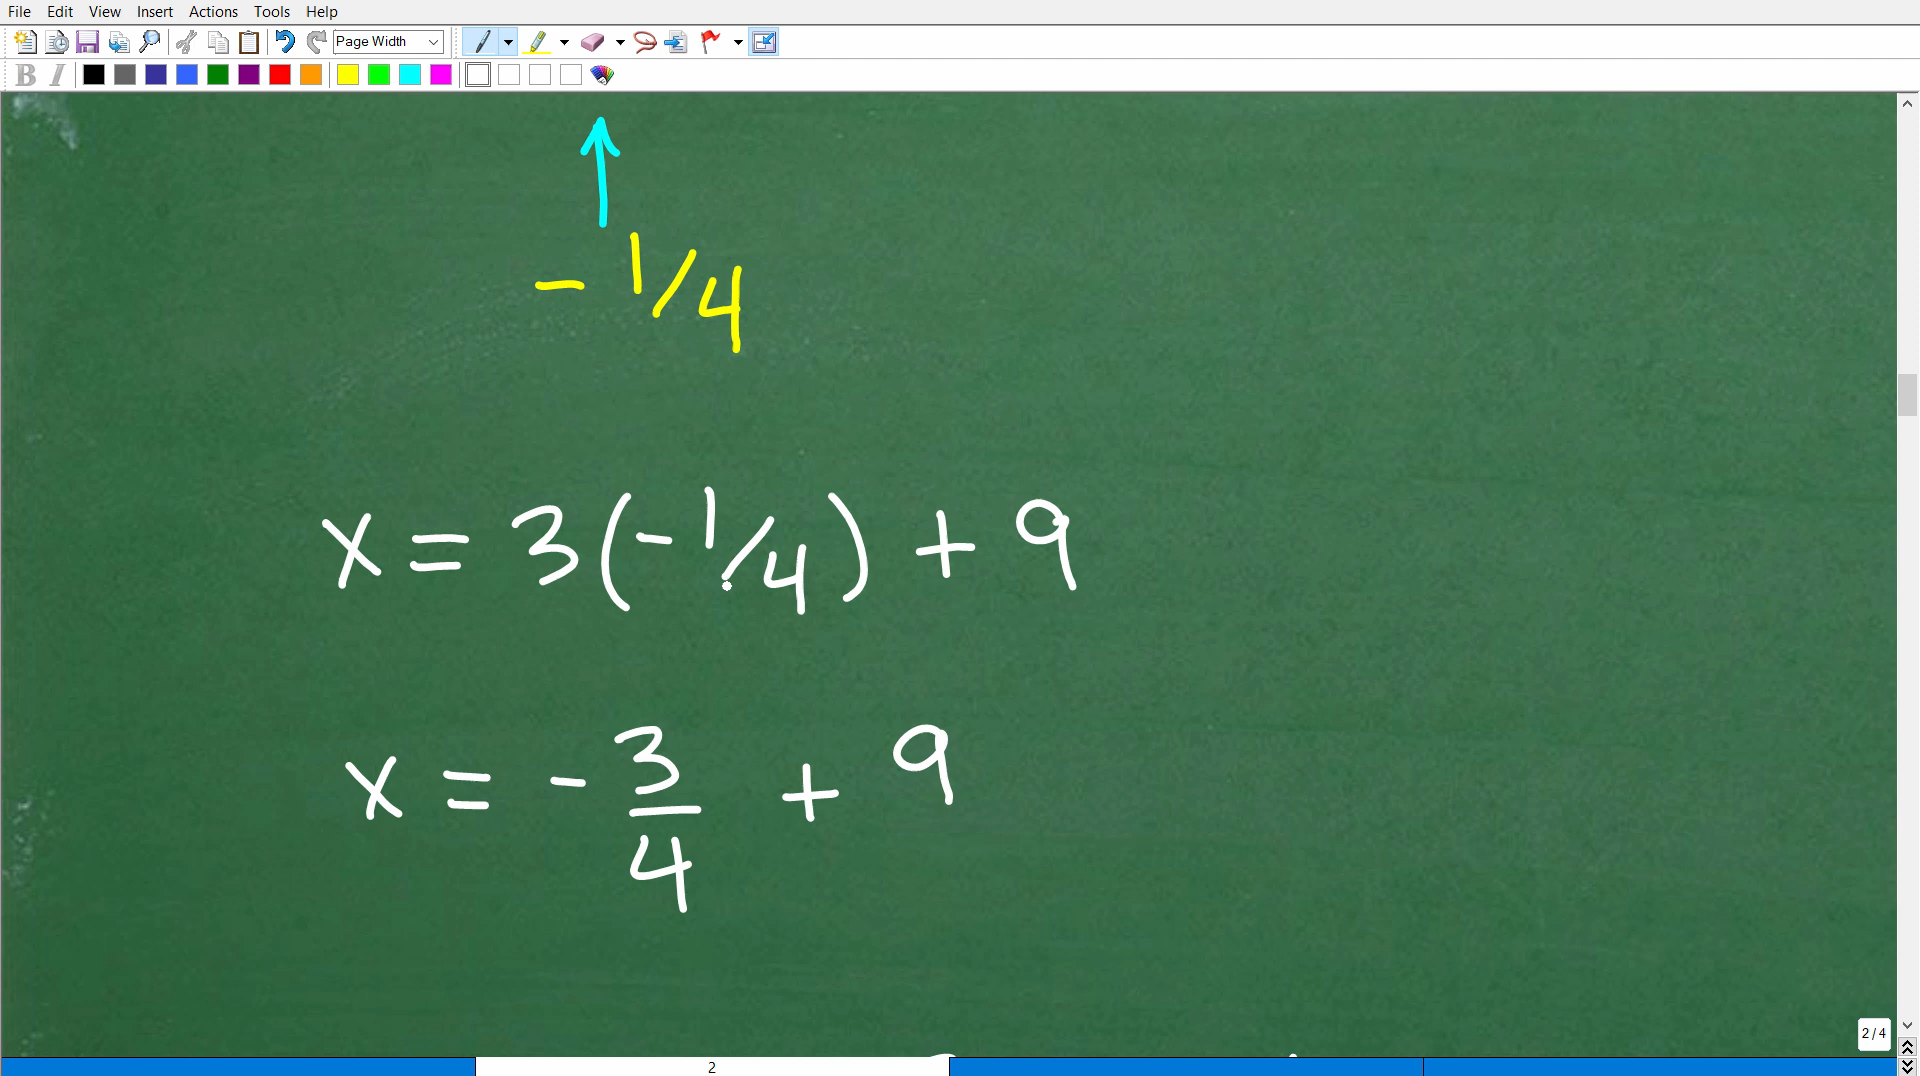 File Edit View Insert Actions Tools Help
Page Width
B I
- 1/4
x = 3(-1/4) + 9
x = - 3/4 + 9
2 / 4
2